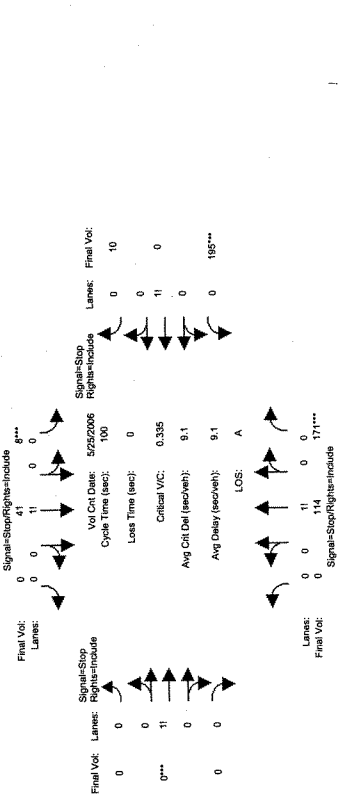 Signal=Stop/Rights=Include
Final Vol: 0 41 8***
Lanes: 0 0 1! 0 0
Signal=Stop
Rights=Include
Signal=Stop
Rights=Include
Final Vol: Lanes:
Vol Cnt Date: 5/25/2006
Lanes: Final Vol:
0 0
Cycle Time (sec): 100
0 10
0
Loss Time (sec): 0
0
0*** 1!
Critical V/C: 0.335
1! 0
0
Avg Crit Del (sec/veh): 9.1
0
0 0
Avg Delay (sec/veh): 9.1
0 195***
LOS: A
Lanes: 0 0 1! 0 0
Final Vol: 0 114 171***
Signal=Stop/Rights=Include